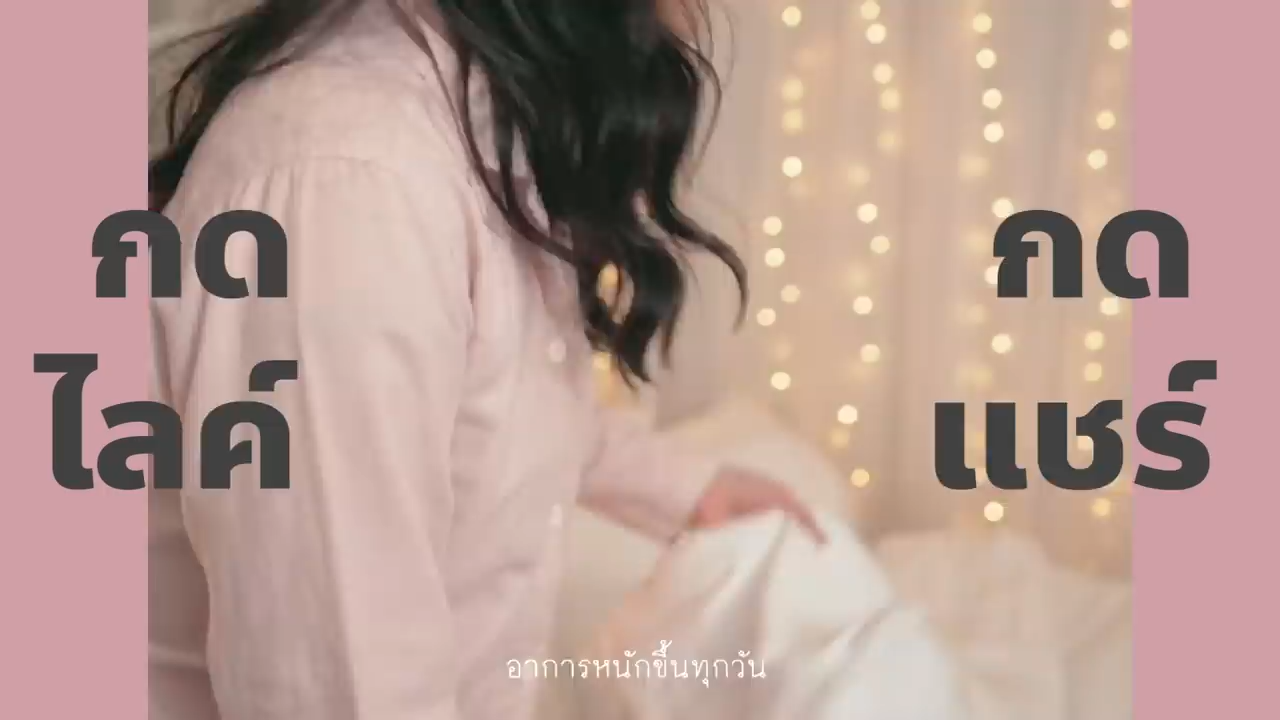 กด
ไลค์
กด
แชร์
อาการหนักขึ้นทุกวัน